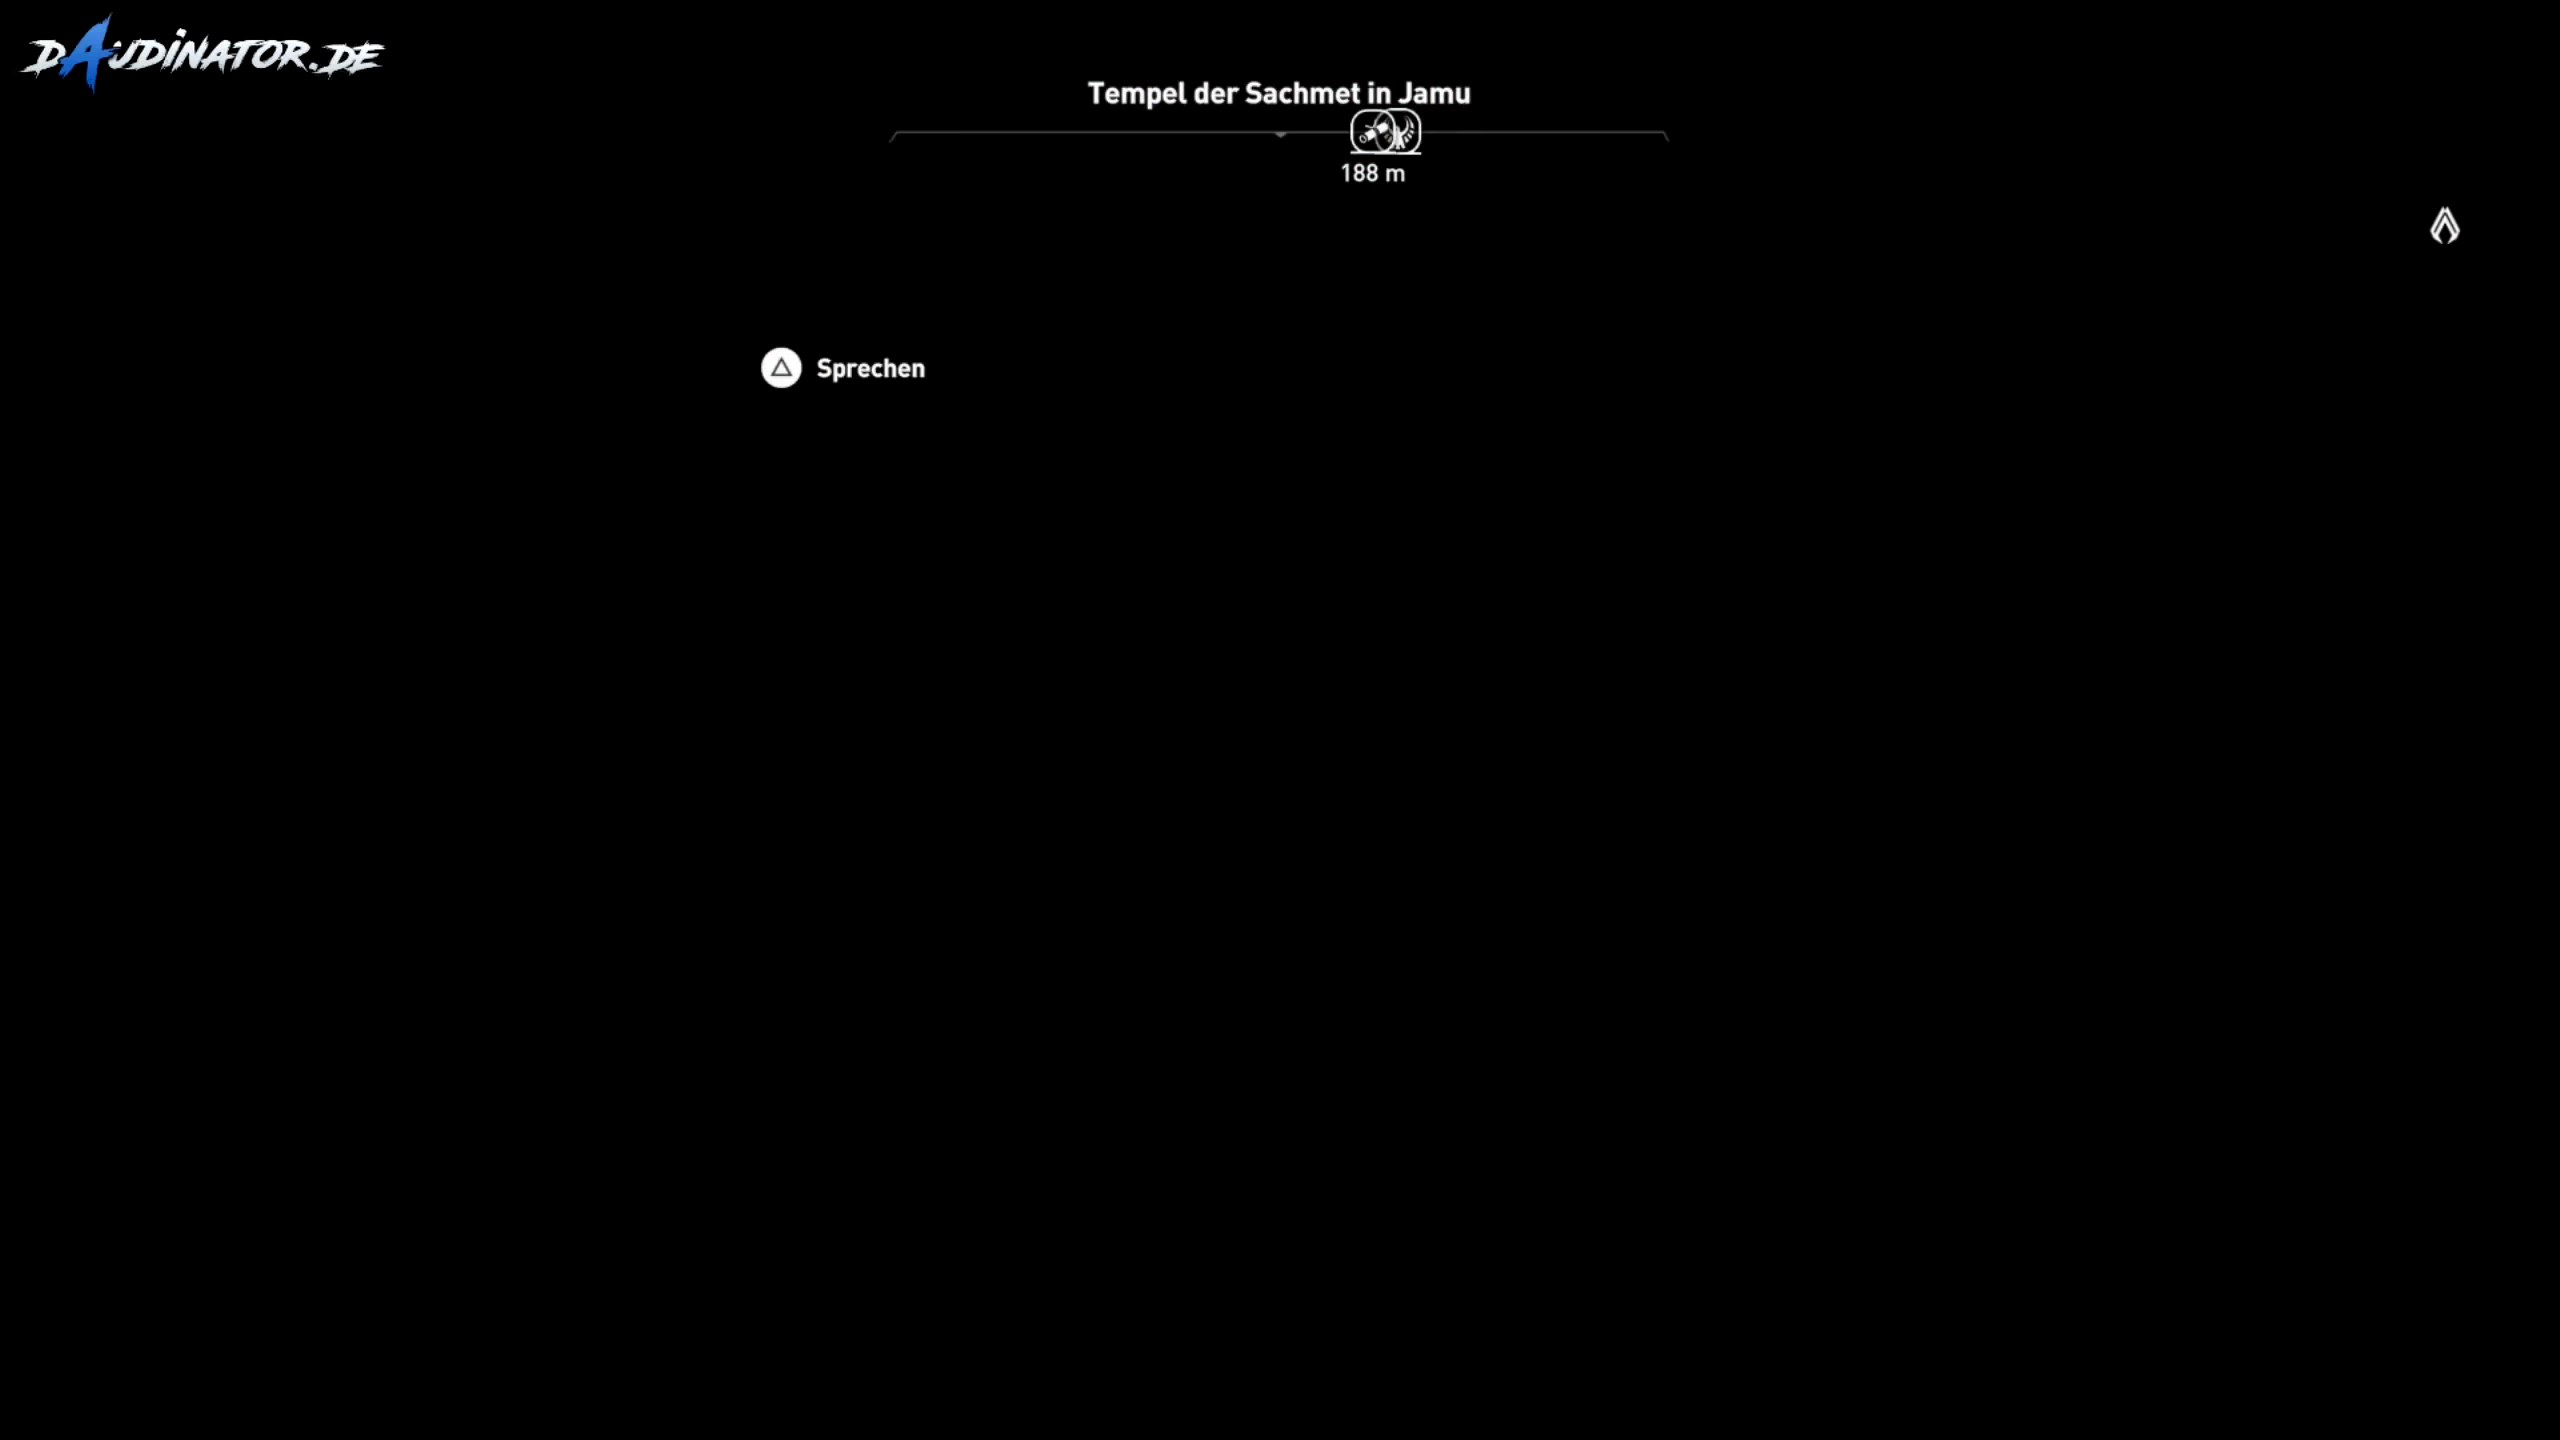 DAUDINATOR.DE
Tempel der Sachmet in Jamu
188 m
Sprechen